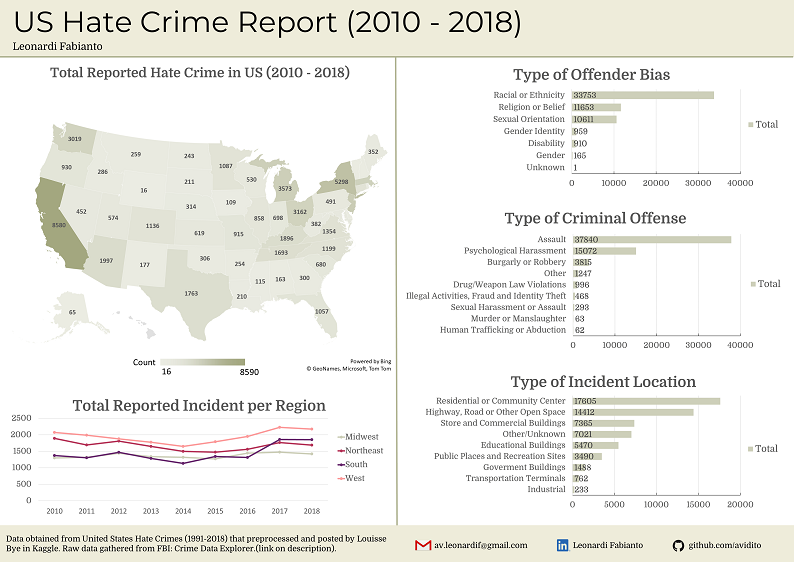 US Hate Crime Report (2010 - 2018)
Leonardi Fabianto
Total Reported Hate Crime in US (2010 - 2018)
3019
930
286
259
243
1087
530
352
16
211
3573
5298
452
574
314
109
858
698
3162
491
8580
1136
619
915
382
1354
1896
1997
177
306
254
1693
1199
680
1763
115
163
300
210
65
1057
Count
16
8590
Powered by Bing
© GeoNames, Microsoft, Tom Tom
Total Reported Incident per Region
2500
2000
1500
1000
500
0
2010 2011 2012 2013 2014 2015 2016 2017 2018
Midwest
Northeast
South
West
Type of Offender Bias
Racial or Ethnicity 33753
Religion or Belief 11653
Sexual Orientation 10611
Gender Identity 959
Disability 910
Gender 165
Unknown 1
0 10000 20000 30000 40000
Total
Type of Criminal Offense
Assault 37840
Psychological Harassment 15072
Burgarly or Robbery 3815
Other 1247
Drug/Weapon Law Violations 996
Illegal Activities, Fraud and Identity Theft 468
Sexual Harassment or Assault 293
Murder or Manslaughter 63
Human Trafficking or Abduction 62
0 10000 20000 30000 40000
Total
Type of Incident Location
Residential or Community Center 17605
Highway, Road or Other Open Space 14412
Store and Commercial Buildings 7365
Other/Unknown 7021
Educational Buildings 5470
Public Places and Recreation Sites 3490
Goverment Buildings 1488
Transportation Terminals 762
Industrial 233
0 5000 10000 15000 20000
Total
Data obtained from United States Hate Crimes (1991-2018) that preprocessed and posted by Louisse
Bye in Kaggle. Raw data gathered from FBI: Crime Data Explorer.(link on description).
av.leonardif@gmail.com
Leonardi Fabianto
github.com/avidito